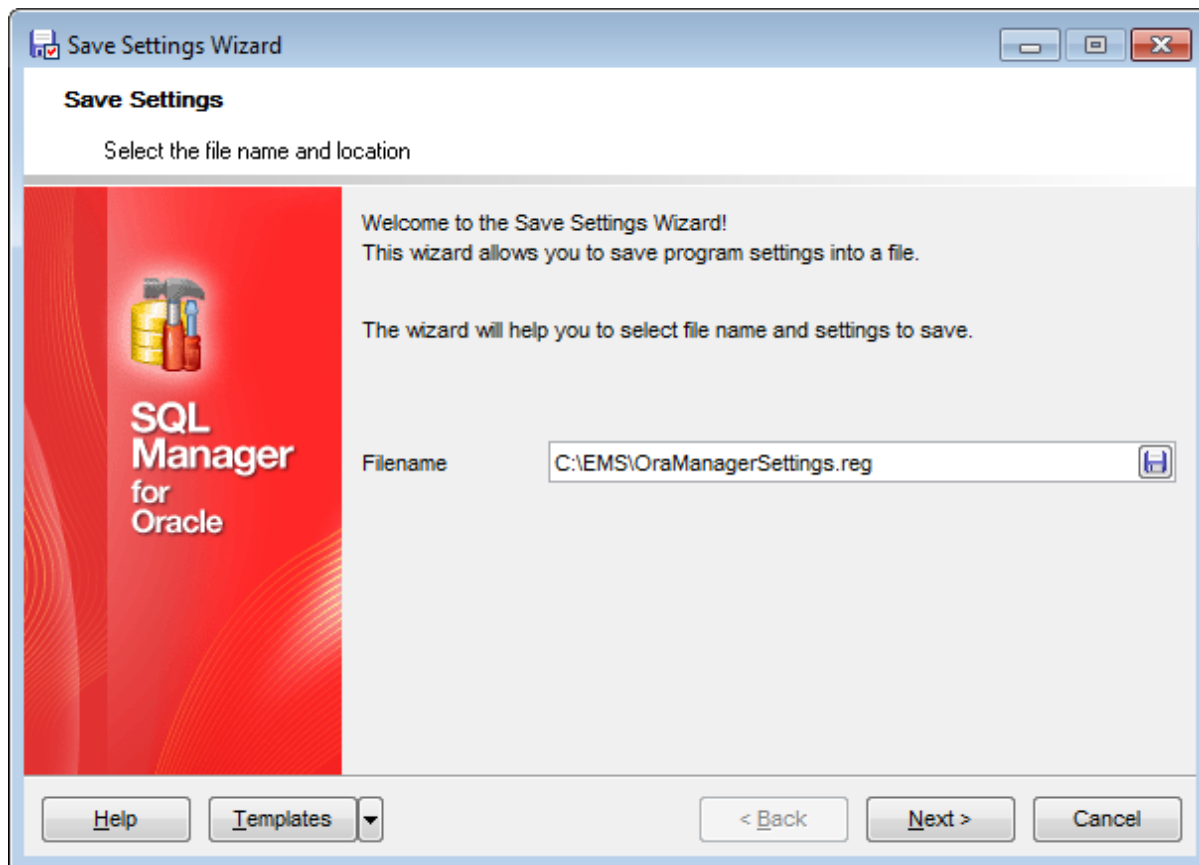 Save Settings Wizard
Save Settings
Select the file name and location
Welcome to the Save Settings Wizard!
This wizard allows you to save program settings into a file.
The wizard will help you to select file name and settings to save.
SQL
Manager
for
Oracle
Filename
C:\EMS\OraManagerSettings.reg
Help
Templates
< Back
Next >
Cancel